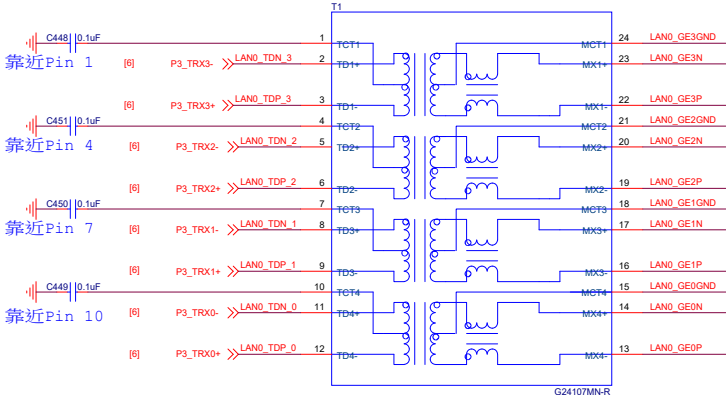 T1
C448 0.1uF 1 TCT1 MCT1 24 LAN0_GE3GND
靠近Pin 1 [6] P3_TRX3- LAN0_TDN_3 2 TD1+ MX1+ 23 LAN0_GE3N
[6] P3_TRX3+ LAN0_TDP_3 3 TD1- MX1- 22 LAN0_GE3P
C451 0.1uF 4 TCT2 MCT2 21 LAN0_GE2GND
靠近Pin 4 [6] P3_TRX2- LAN0_TDN_2 5 TD2+ MX2+ 20 LAN0_GE2N
[6] P3_TRX2+ LAN0_TDP_2 6 TD2- MX2- 19 LAN0_GE2P
C450 0.1uF 7 TCT3 MCT3 18 LAN0_GE1GND
靠近Pin 7 [6] P3_TRX1- LAN0_TDN_1 8 TD3+ MX3+ 17 LAN0_GE1N
[6] P3_TRX1+ LAN0_TDP_1 9 TD3- MX3- 16 LAN0_GE1P
C449 0.1uF 10 TCT4 MCT4 15 LAN0_GE0GND
靠近Pin 10 [6] P3_TRX0- LAN0_TDN_0 11 TD4+ MX4+ 14 LAN0_GE0N
[6] P3_TRX0+ LAN0_TDP_0 12 TD4- MX4- 13 LAN0_GE0P
G24107MN-R